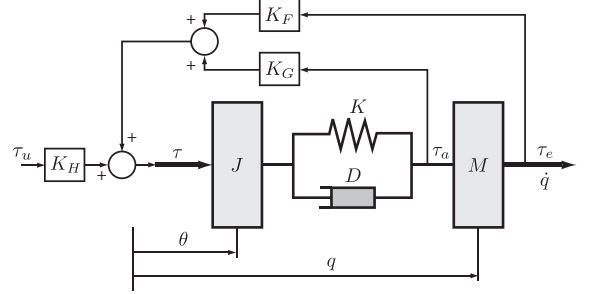 + K_F
+ K_G
K
τ_u K_H + + τ J D τ_a M τ_e
q̇
θ
q